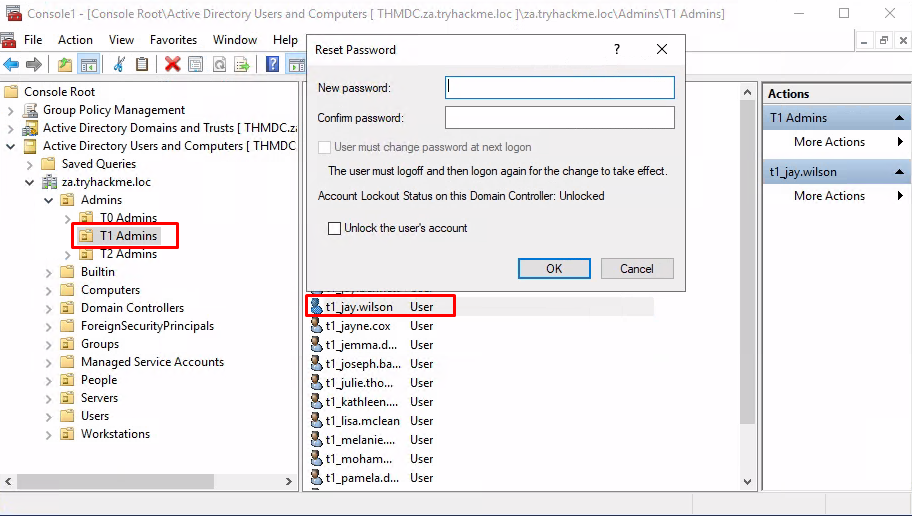 Console1 - [Console Root\Active Directory Users and Computers [ THMDC.za.tryhackme.loc ]\za.tryhackme.loc\Admins\T1 Admins]
File Action View Favorites Window Help
Console Root
Group Policy Management
Active Directory Domains and Trusts [ THMDC.za
Active Directory Users and Computers [ THMDC.
Saved Queries
za.tryhackme.loc
Admins
T0 Admins
T1 Admins
T2 Admins
Builtin
Computers
Domain Controllers
ForeignSecurityPrincipals
Groups
Managed Service Accounts
People
Servers
Users
Workstations
Reset Password
?
New password:
Confirm password:
User must change password at next logon
The user must logoff and then logon again for the change to take effect.
Account Lockout Status on this Domain Controller: Unlocked
Unlock the user's account
OK Cancel
t1_jay.wilson User
t1_jayne.cox User
t1_jemma.d... User
t1_joseph.ba... User
t1_julie.tho... User
t1_kathleen.... User
t1_lisa.mclean User
t1_melanie.... User
t1_moham... User
t1_pamela.d... User
Actions
T1 Admins
More Actions
t1_jay.wilson
More Actions